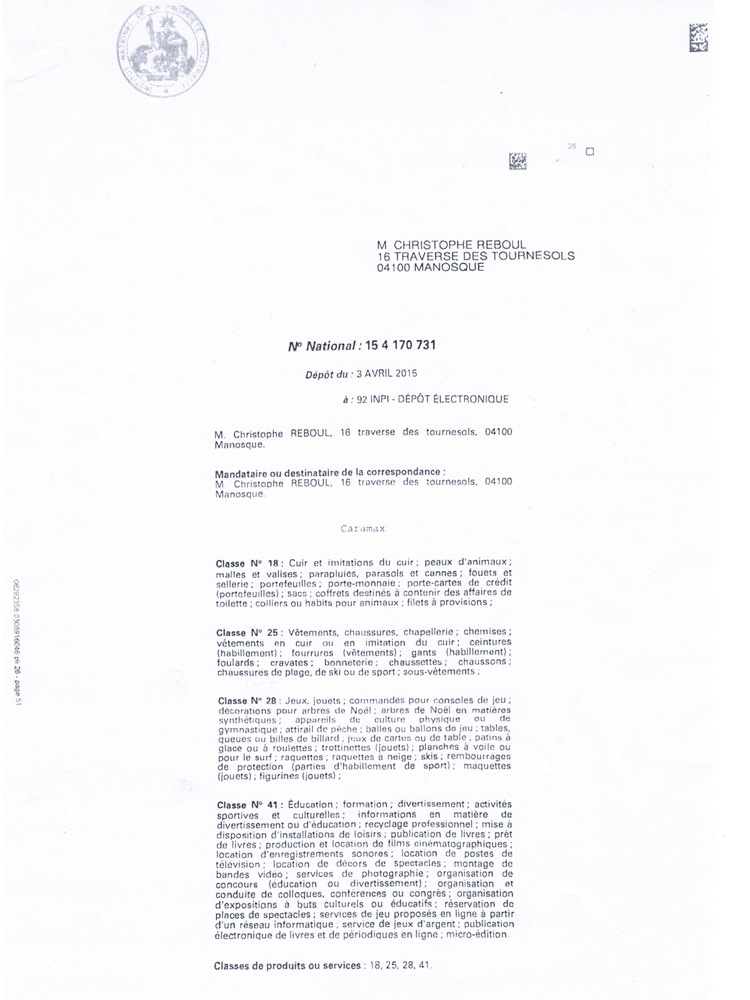 INSTITUT NATIONAL DE LA PROPRIÉTÉ INDUSTRIELLE
26
M CHRISTOPHE REBOUL
16 TRAVERSE DES TOURNESOLS
04100 MANOSQUE
Nº National : 15 4 170 731
Dépôt du : 3 AVRIL 2015
à : 92 INPI - DÉPÔT ÉLECTRONIQUE
M. Christophe REBOUL, 16 traverse des tournesols, 04100
Manosque.
Mandataire ou destinataire de la correspondance :
M. Christophe REBOUL, 16 traverse des tournesols, 04100
Manosque.
Caramax
Classe Nº 18 : Cuir et imitations du cuir ; peaux d'animaux ;
malles et valises ; parapluies, parasols et cannes ; fouets et
sellerie ; portefeuilles ; porte-monnaie ; porte-cartes de crédit
(portefeuilles) ; sacs ; coffrets destinés à contenir des affaires de
toilette ; colliers ou habits pour animaux ; filets à provisions ;
Classe Nº 25 : Vêtements, chaussures, chapellerie ; chemises ;
vêtements en cuir ou en imitation du cuir ; ceintures
(habillement) ; fourrures (vêtements) ; gants (habillement) ;
foulards ; cravates ; bonneterie ; chaussettes ; chaussons ;
chaussures de plage, de ski ou de sport ; sous-vêtements ;
Classe Nº 28 : Jeux, jouets ; commandes pour consoles de jeu ;
décorations pour arbres de Noël ; arbres de Noël en matières
synthétiques ; appareils de culture physique ou de
gymnastique ; attirail de pêche ; balles ou ballons de jeu ; tables,
queues ou billes de billard ; jeux de cartes ou de table ; patins à
glace ou à roulettes ; trottinettes (jouets) ; planches à voile ou
pour le surf ; raquettes ; raquettes à neige ; skis ; rembourrages
de protection (parties d'habillement de sport) ; maquettes
(jouets) ; figurines (jouets) ;
Classe Nº 41 : Éducation ; formation ; divertissement ; activités
sportives et culturelles ; informations en matière de
divertissement ou d'éducation ; recyclage professionnel ; mise à
disposition d'installations de loisirs ; publication de livres ; prêt
de livres ; production et location de films cinématographiques ;
location d'enregistrements sonores ; location de postes de
télévision ; location de décors de spectacles ; montage de
bandes vidéo ; services de photographie ; organisation de
concours (éducation ou divertissement) ; organisation et
conduite de colloques, conférences ou congrès ; organisation
d'expositions à buts culturels ou éducatifs ; réservation de
places de spectacles ; services de jeu proposés en ligne à partir
d'un réseau informatique ; service de jeux d'argent ; publication
électronique de livres et de périodiques en ligne ; micro-édition.
Classes de produits ou services : 18, 25, 28, 41.
pli 26 - page 51